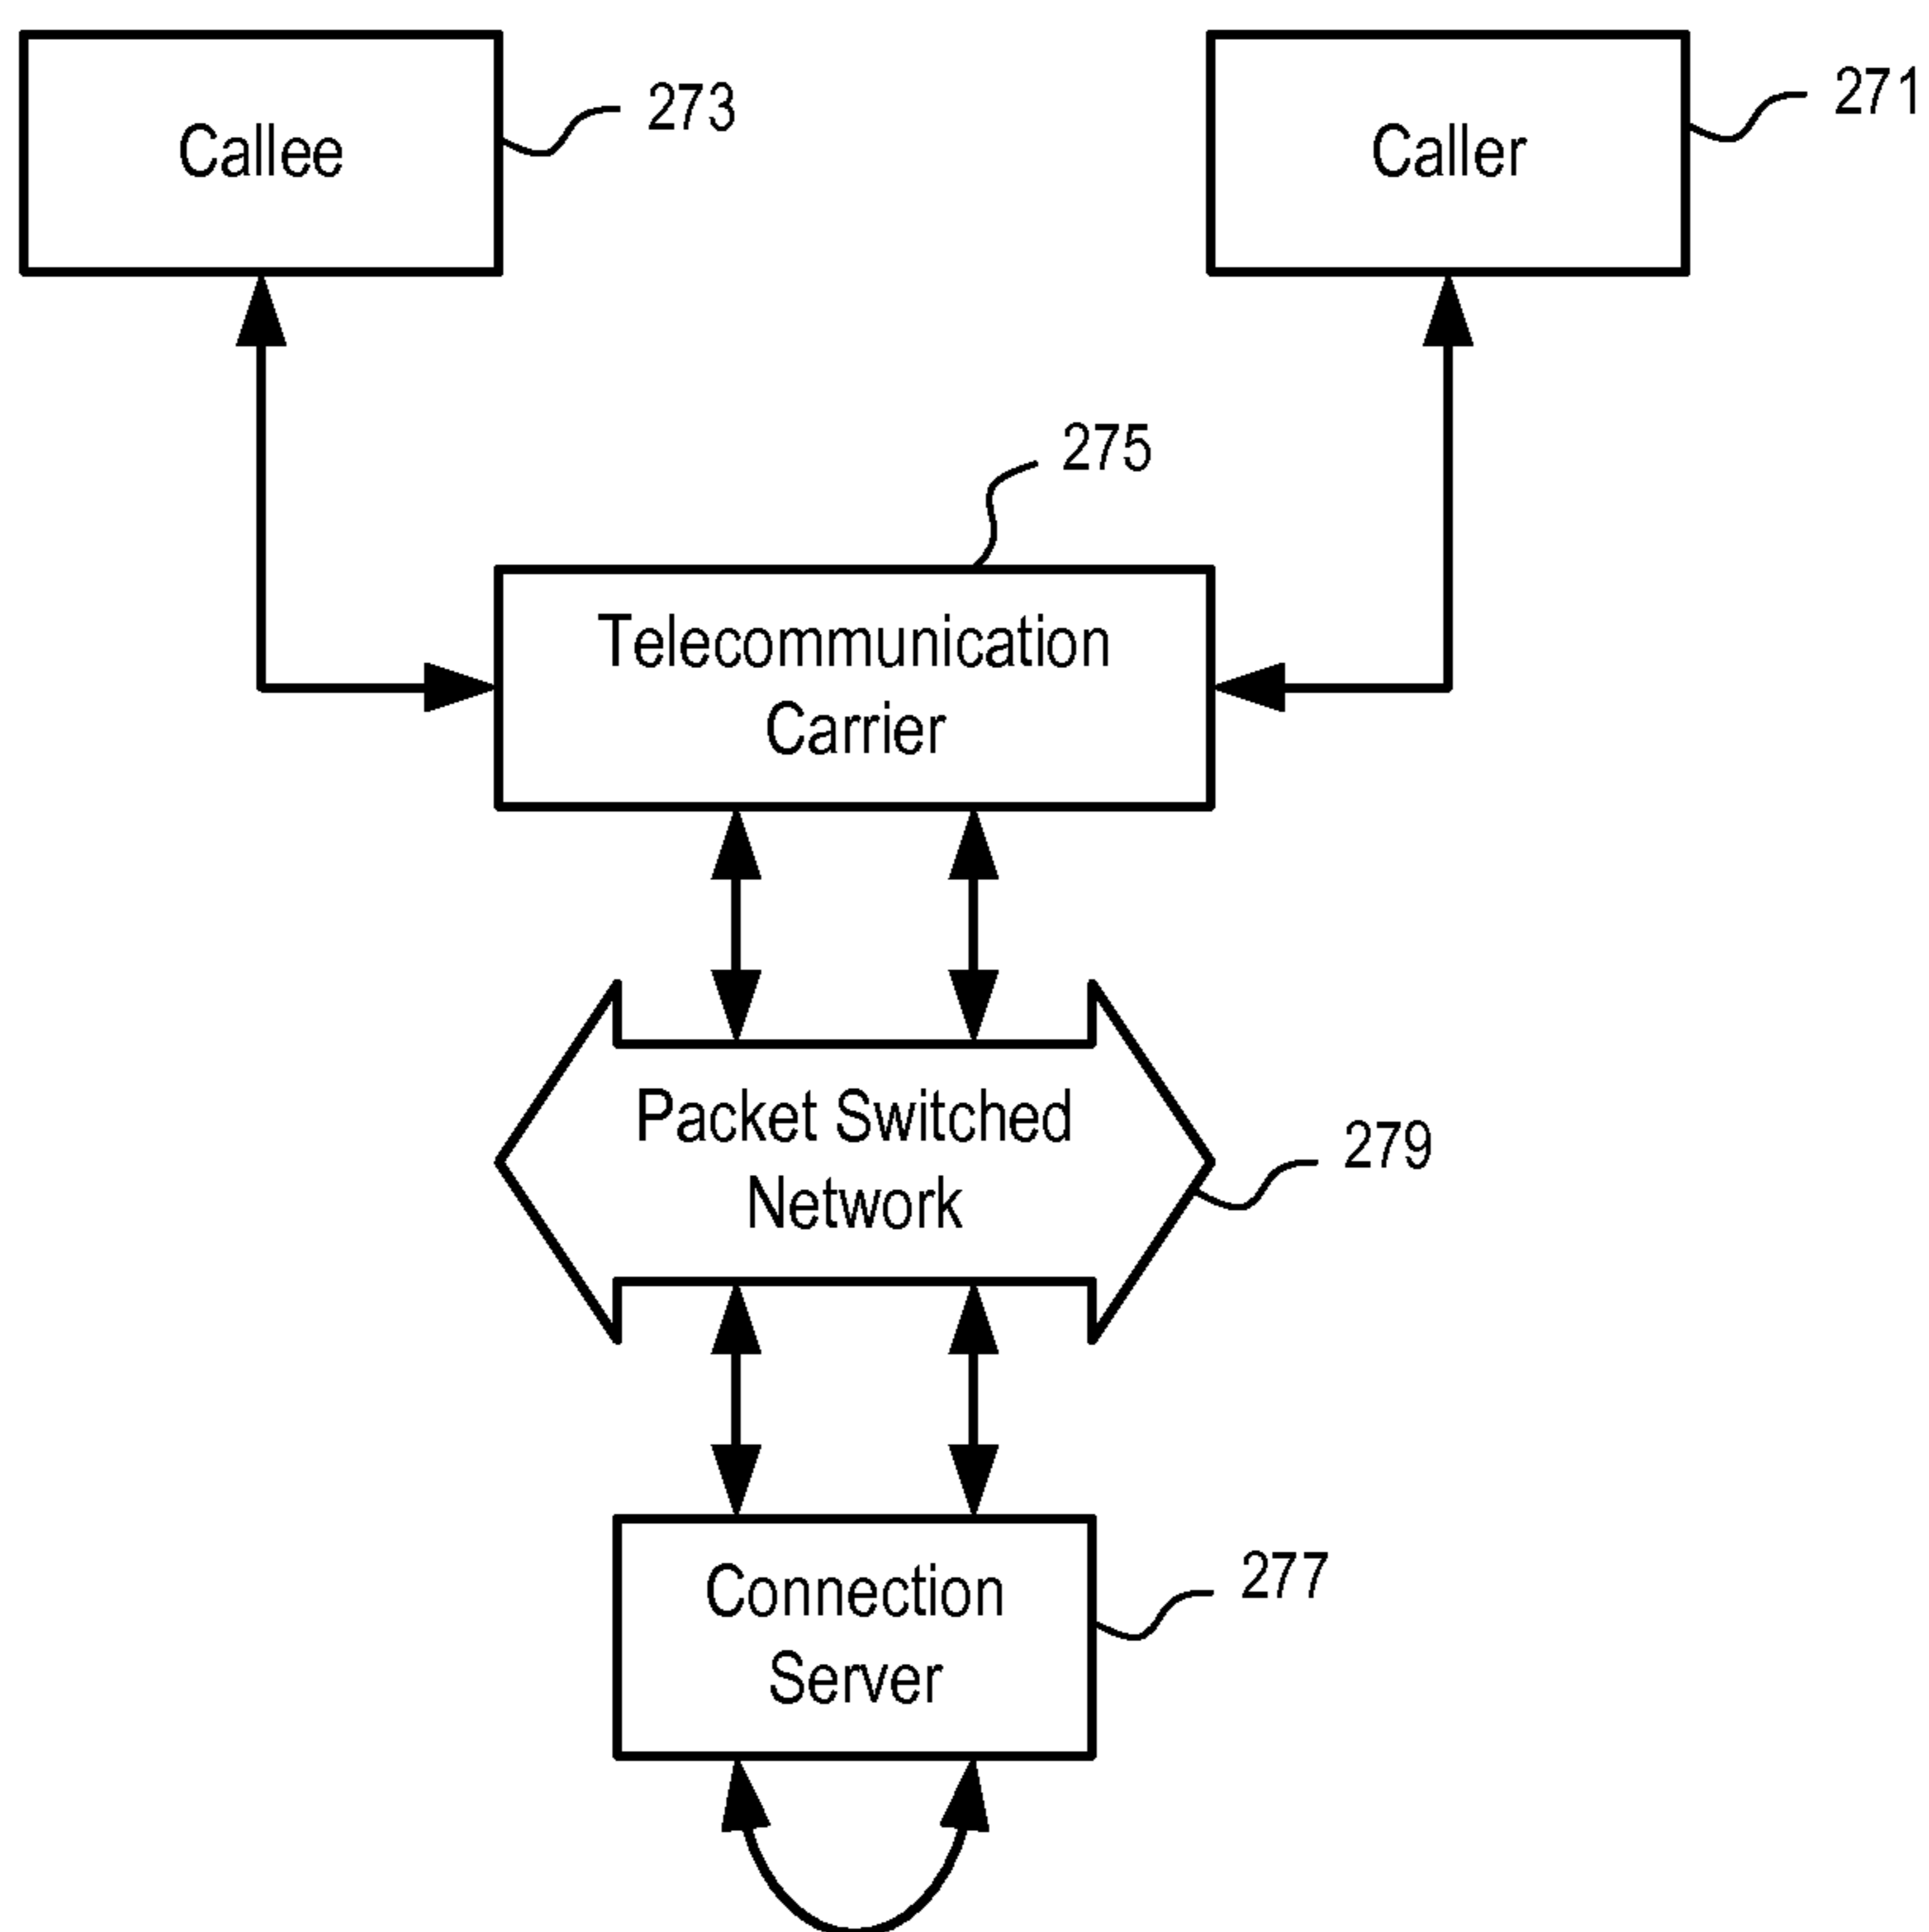 Callee
273
Caller
271
275
Telecommunication
Carrier
Packet Switched
Network
279
Connection
Server
277